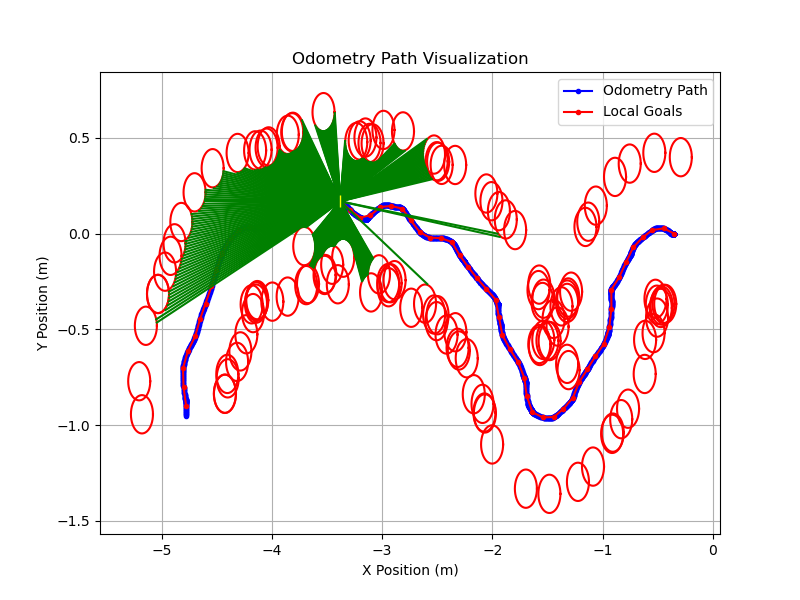 Odometry Path Visualization
Odometry Path
Local Goals
0.5
0.0
−0.5
−1.0
−1.5
Y Position (m)
−5
−4
−3
−2
−1
0
X Position (m)